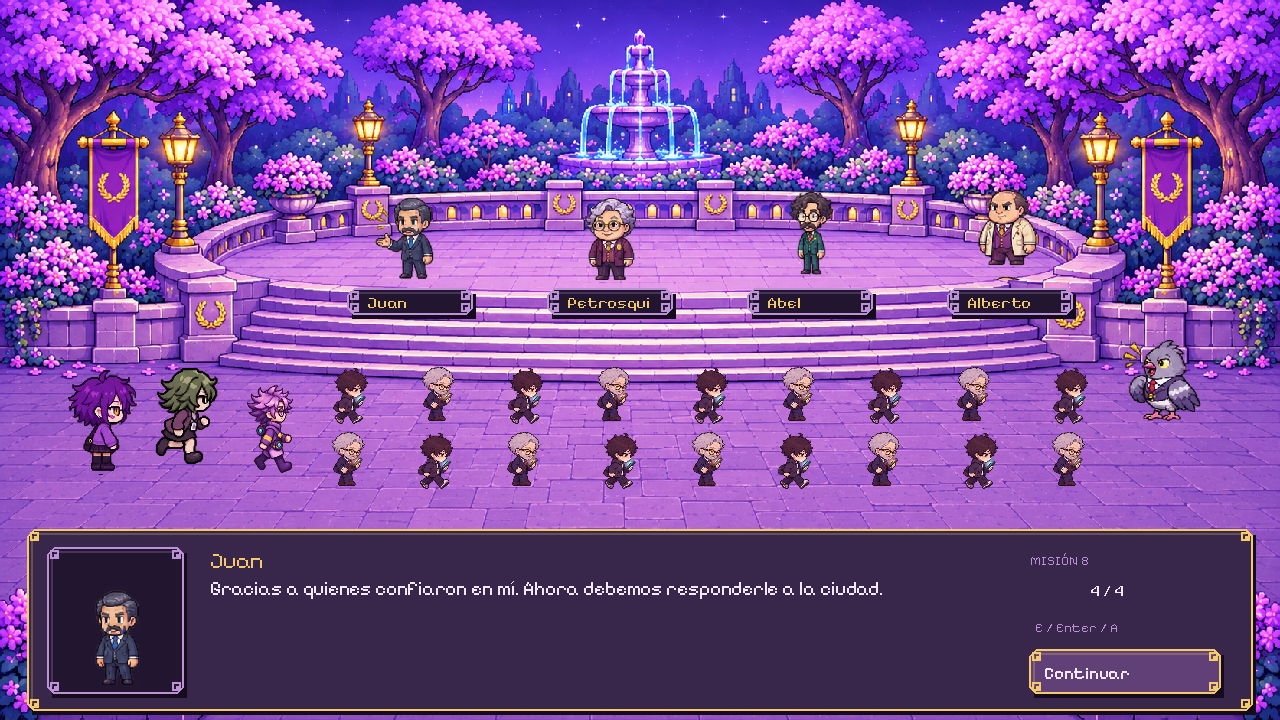 Juan
Petrosqui
Abel
Alberto
Juan
Gracias a quienes confiaron en mí. Ahora debemos responderle a la ciudad.
MISIÓN 8
4/4
E / Enter / A
Continuar